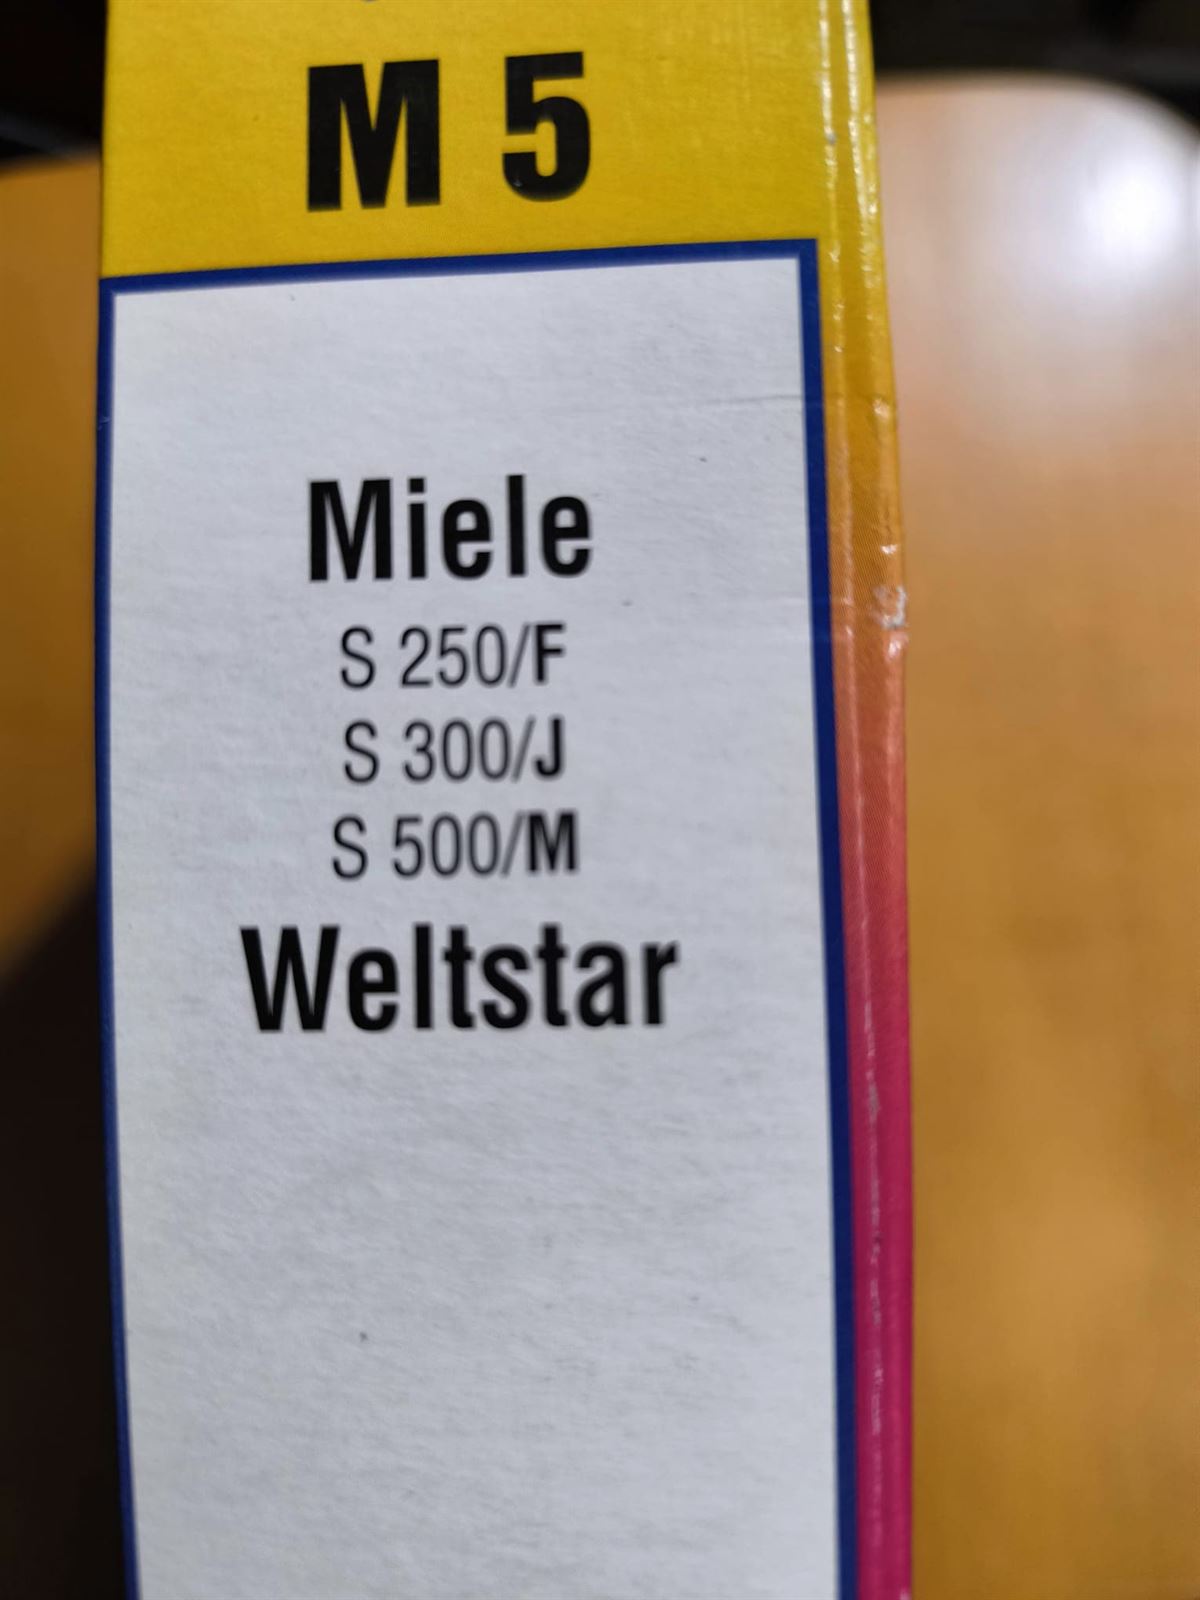 M 5
Miele
S 250/F
S 300/J
S 500/M
Weltstar